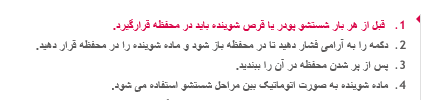 1. قبل از هر بار شستشو پودر یا قرص شوینده باید در محفظه قرارگیرد.
2. دکمه را به آرامی فشار دهید تا در محفظه باز شود و ماده شوینده را در محفظه قرار دهید.
3. پس از پر شدن محفظه در آن را ببندید.
4. ماده شوینده به صورت اتوماتیک بین مراحل شستشو استفاده می شود.